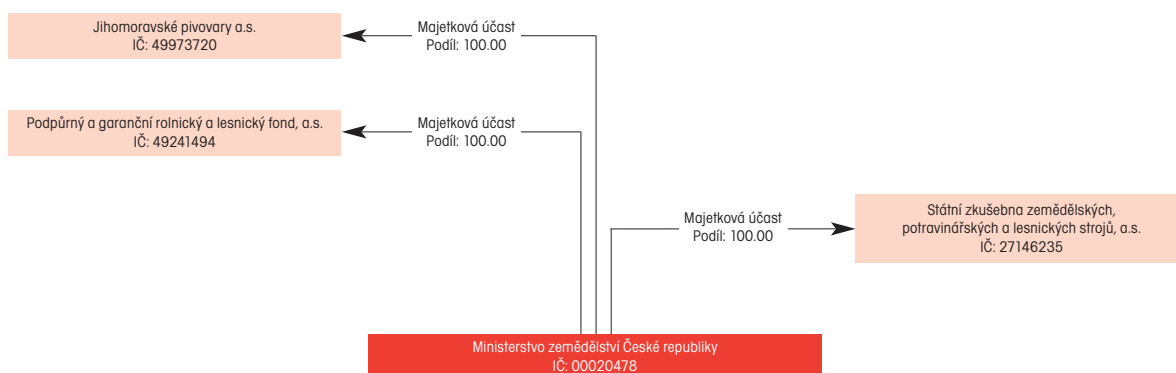 Jihomoravské pivovary a.s.
IČ: 49973720
Majetková účast
Podíl: 100.00
Podpůrný a garanční rolnický a lesnický fond, a.s.
IČ: 49241494
Majetková účast
Podíl: 100.00
Majetková účast
Podíl: 100.00
Státní zkušebna zemědělských,
potravinářských a lesnických strojů, a.s.
IČ: 27146235
Ministerstvo zemědělství České republiky
IČ: 00020478